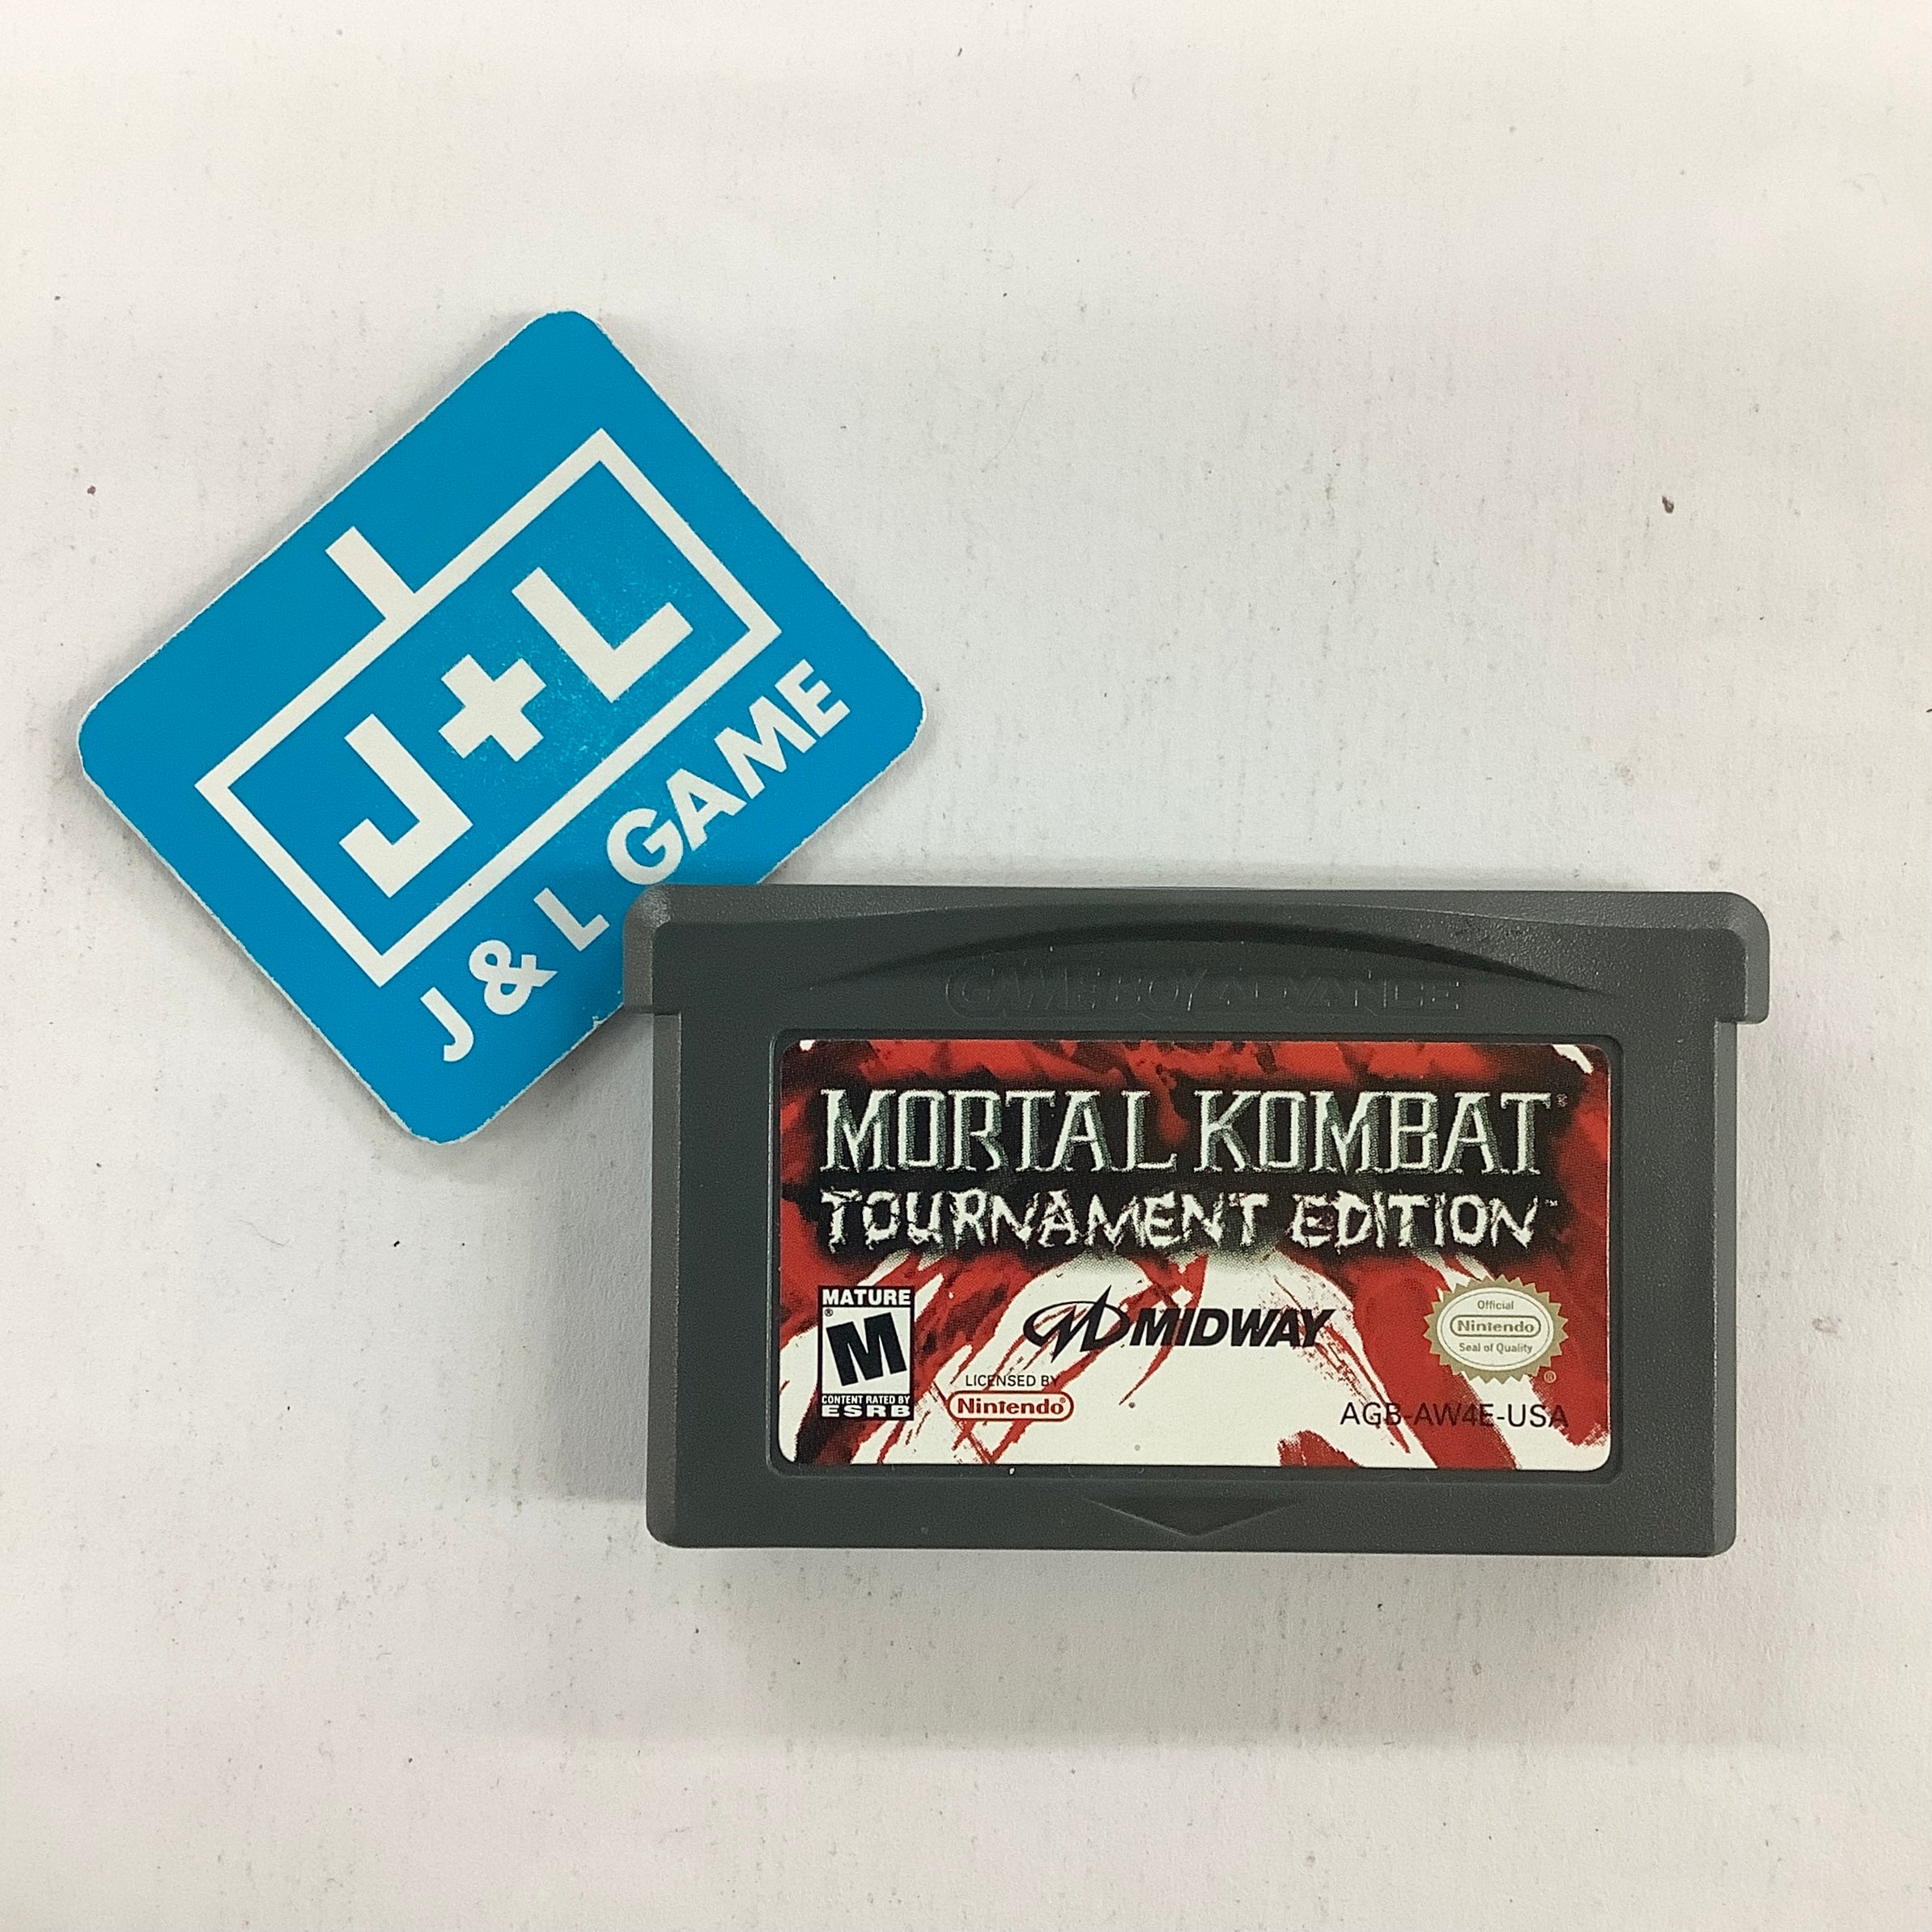 J+L
J & L GAME
GAME BOY ADVANCE
MORTAL KOMBAT®
TOURNAMENT EDITION™
MATURE
M®
CONTENT RATED BY
ESRB
MIDWAY
LICENSED BY
Nintendo®
Official
Nintendo
Seal of Quality
®
AGB-AW4E-USA